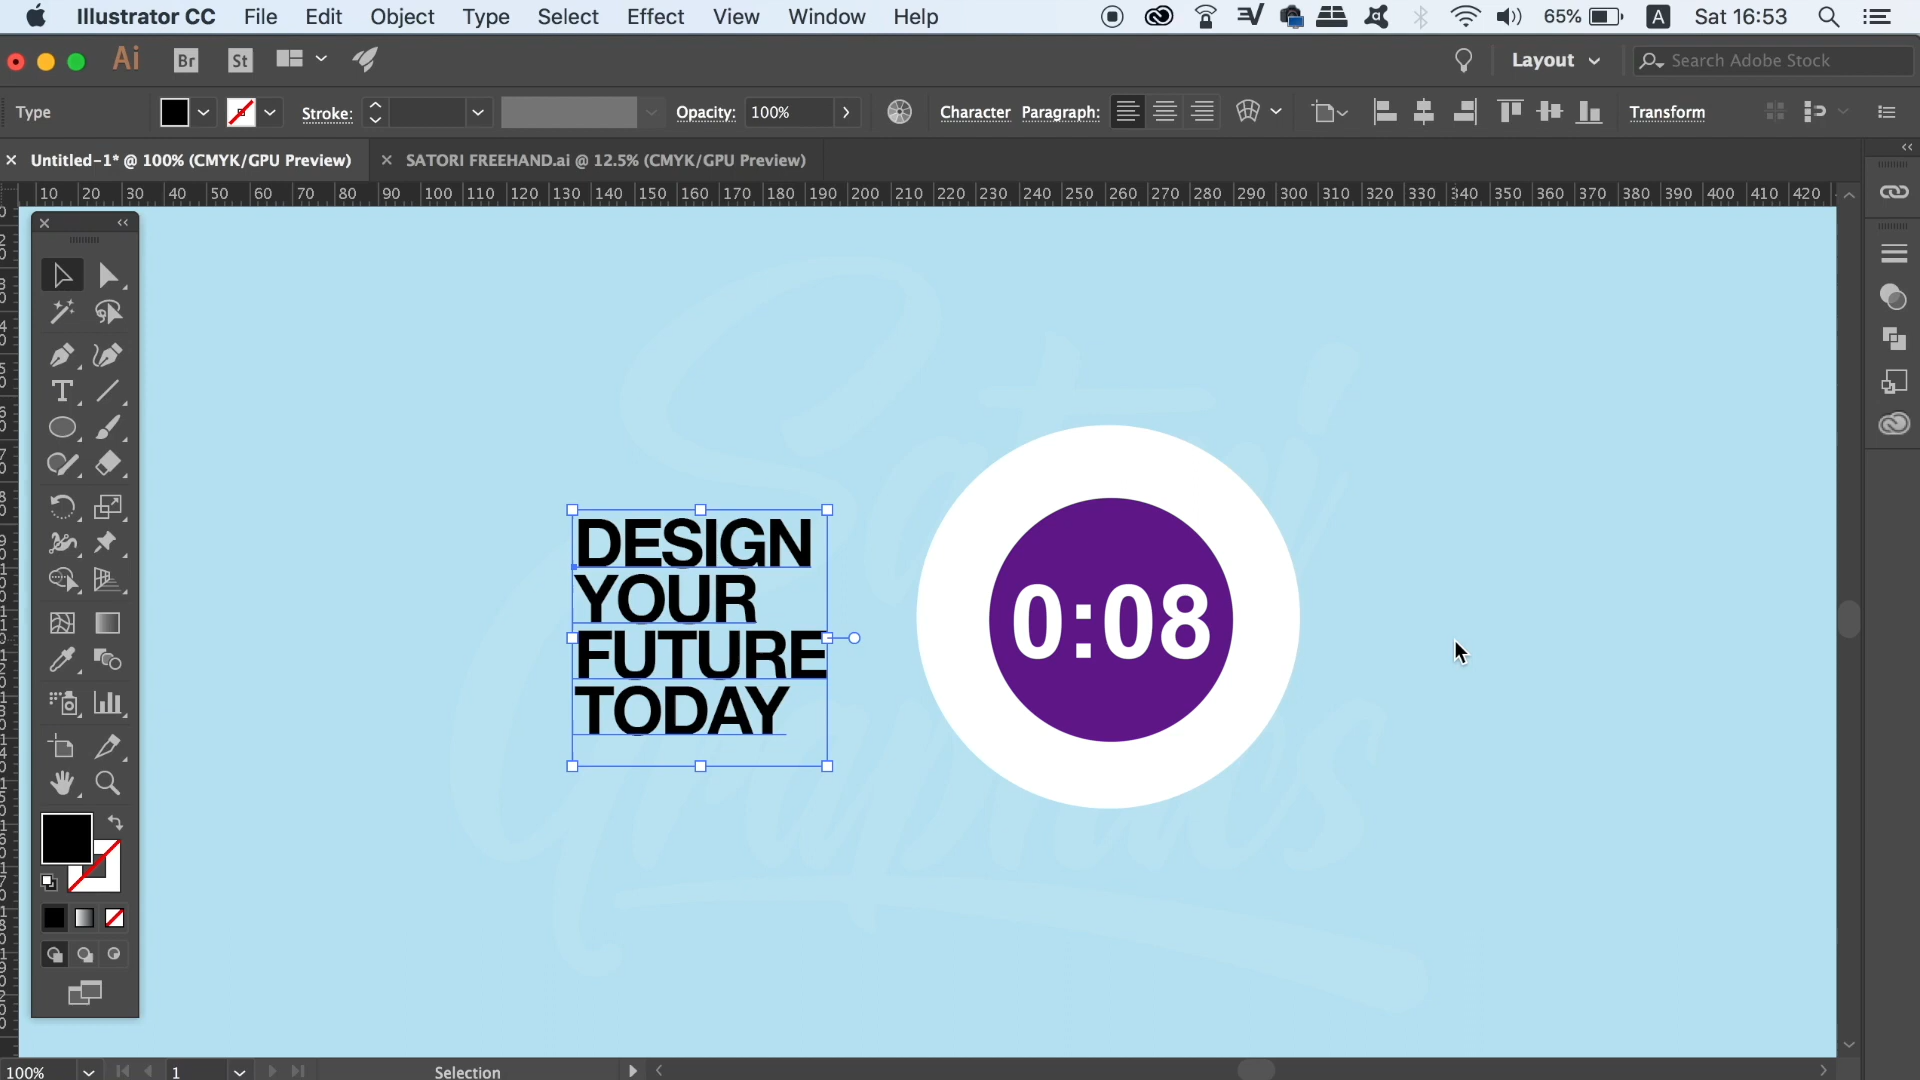 Illustrator CC File Edit Object Type Select Effect View Window Help 65% A Sat 16:53
Ai Br St Layout Search Adobe Stock
Type Stroke: Opacity: 100% Character Paragraph: Transform
Untitled-1* @ 100% (CMYK/GPU Preview) SATORI FREEHAND.ai @ 12.5% (CMYK/GPU Preview)
10 20 30 40 50 60 70 80 90 100 110 120 130 140 150 160 170 180 190 200 210 220 230 240 250 260 270 280 290 300 310 320 330 340 350 360 370 380 390 400 410 420
Satori
Graphics
DESIGN
YOUR
FUTURE
TODAY
0:08
100% 1 Selection